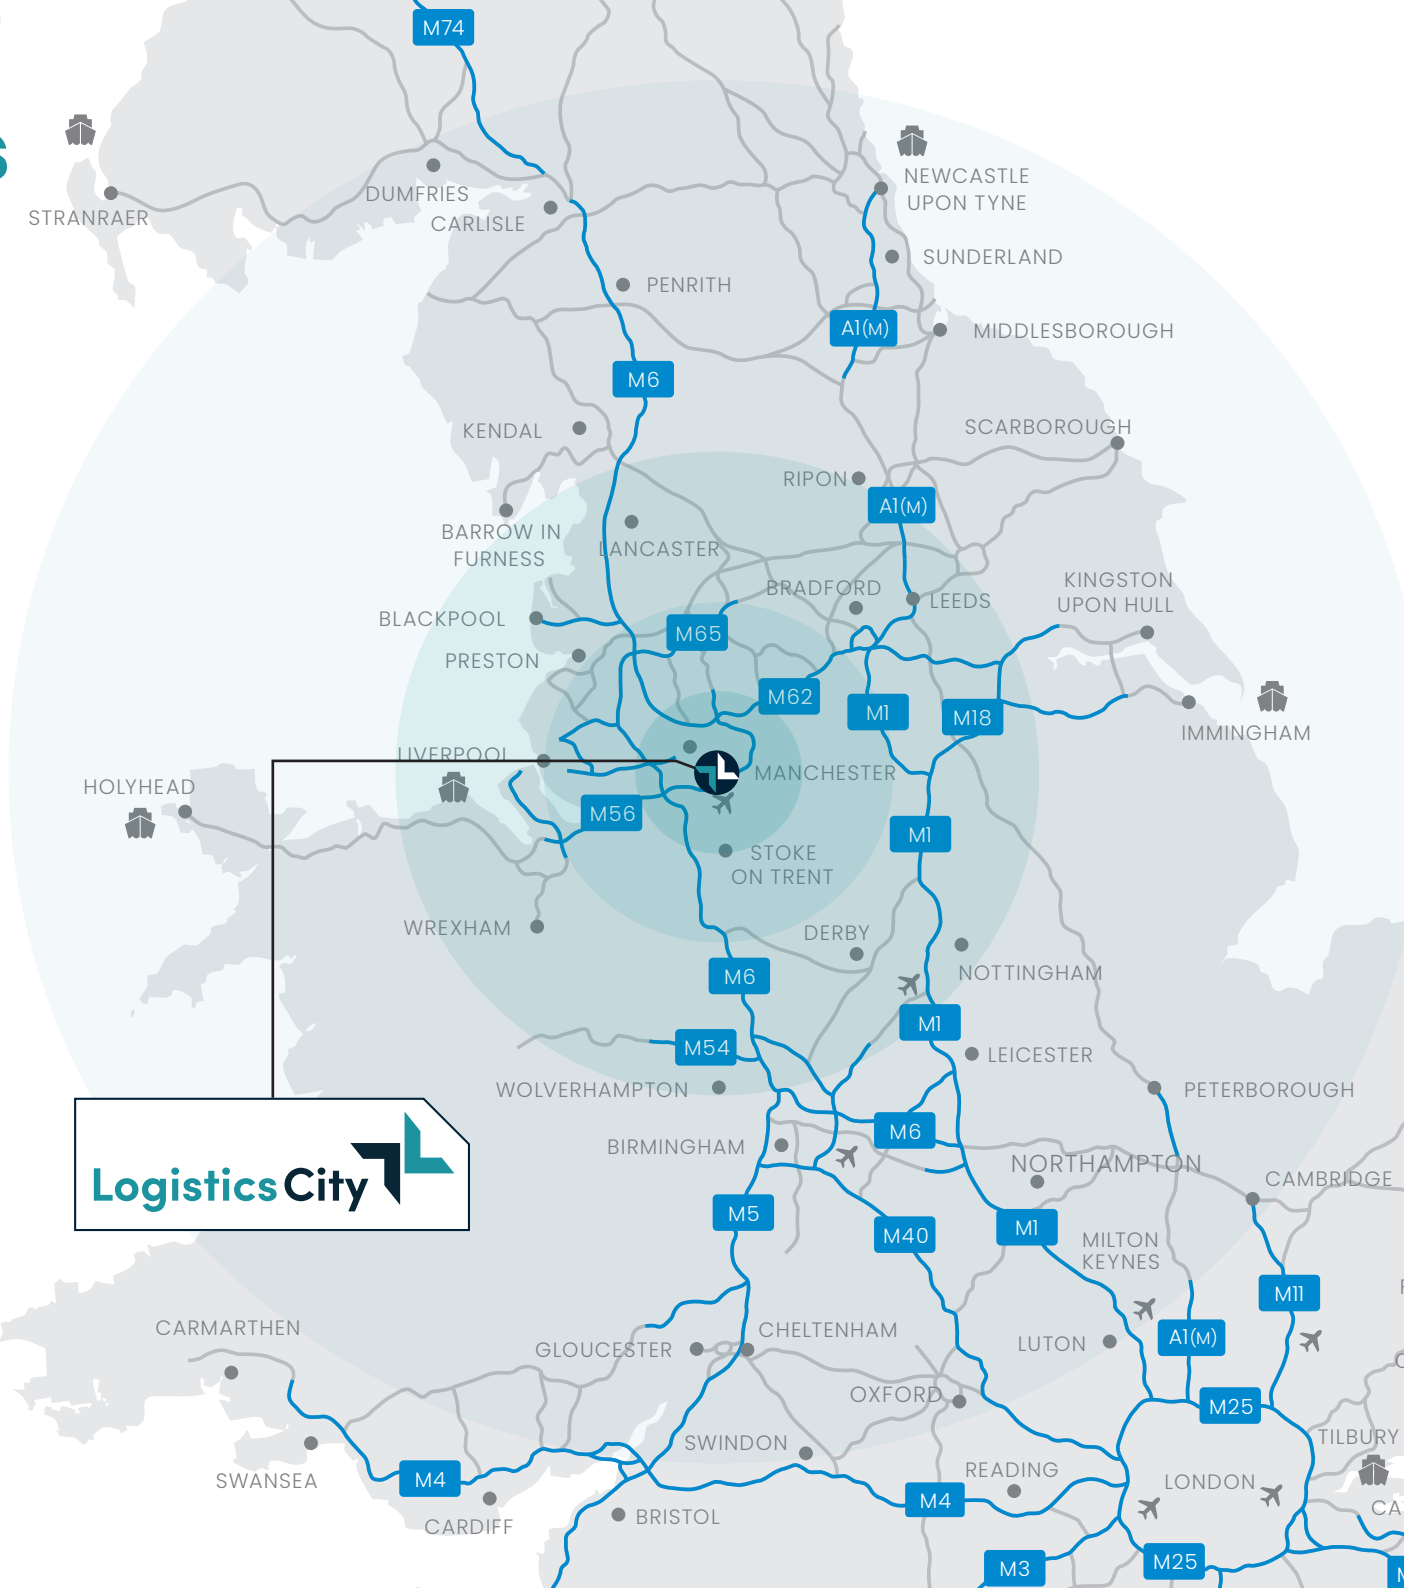 M74
S
STRANRAER
DUMFRIES
CARLISLE
NEWCASTLE
UPON TYNE
SUNDERLAND
PENRITH
A1(M)
MIDDLESBOROUGH
M6
KENDAL
SCARBOROUGH
RIPON
A1(M)
BARROW IN
FURNESS
LANCASTER
BRADFORD
LEEDS
KINGSTON
UPON HULL
BLACKPOOL
M65
PRESTON
M62
M1
M18
IMMINGHAM
LIVERPOOL
MANCHESTER
HOLYHEAD
M56
M1
STOKE
ON TRENT
WREXHAM
DERBY
NOTTINGHAM
M6
M1
M54
LEICESTER
WOLVERHAMPTON
PETERBOROUGH
M6
BIRMINGHAM
NORTHAMPTON
CAMBRIDGE
Logistics City
M5
M40
M1
MILTON
KEYNES
M11
CARMARTHEN
GLOUCESTER
CHELTENHAM
LUTON
A1(M)
OXFORD
M25
SWINDON
TILBURY
SWANSEA
M4
READING
LONDON
M4
CARDIFF
BRISTOL
CA
M3
M25